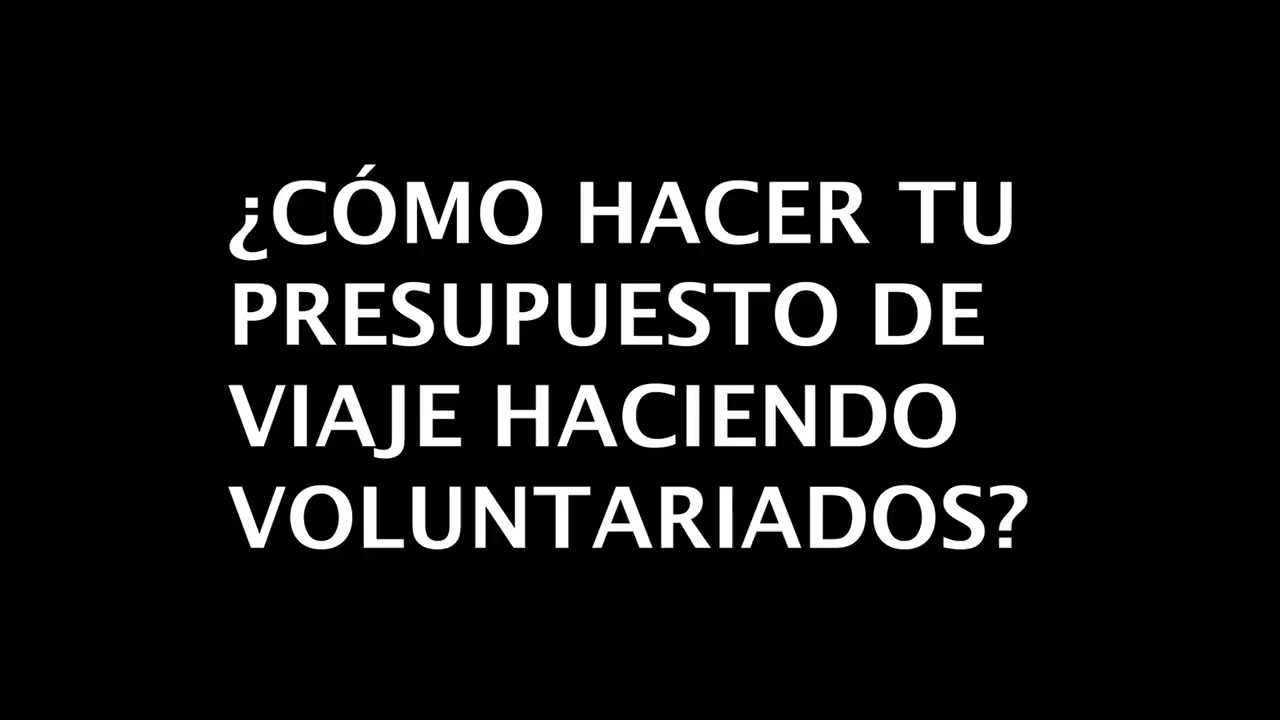 ¿CÓMO HACER TU
PRESUPUESTO DE
VIAJE HACIENDO
VOLUNTARIADOS?